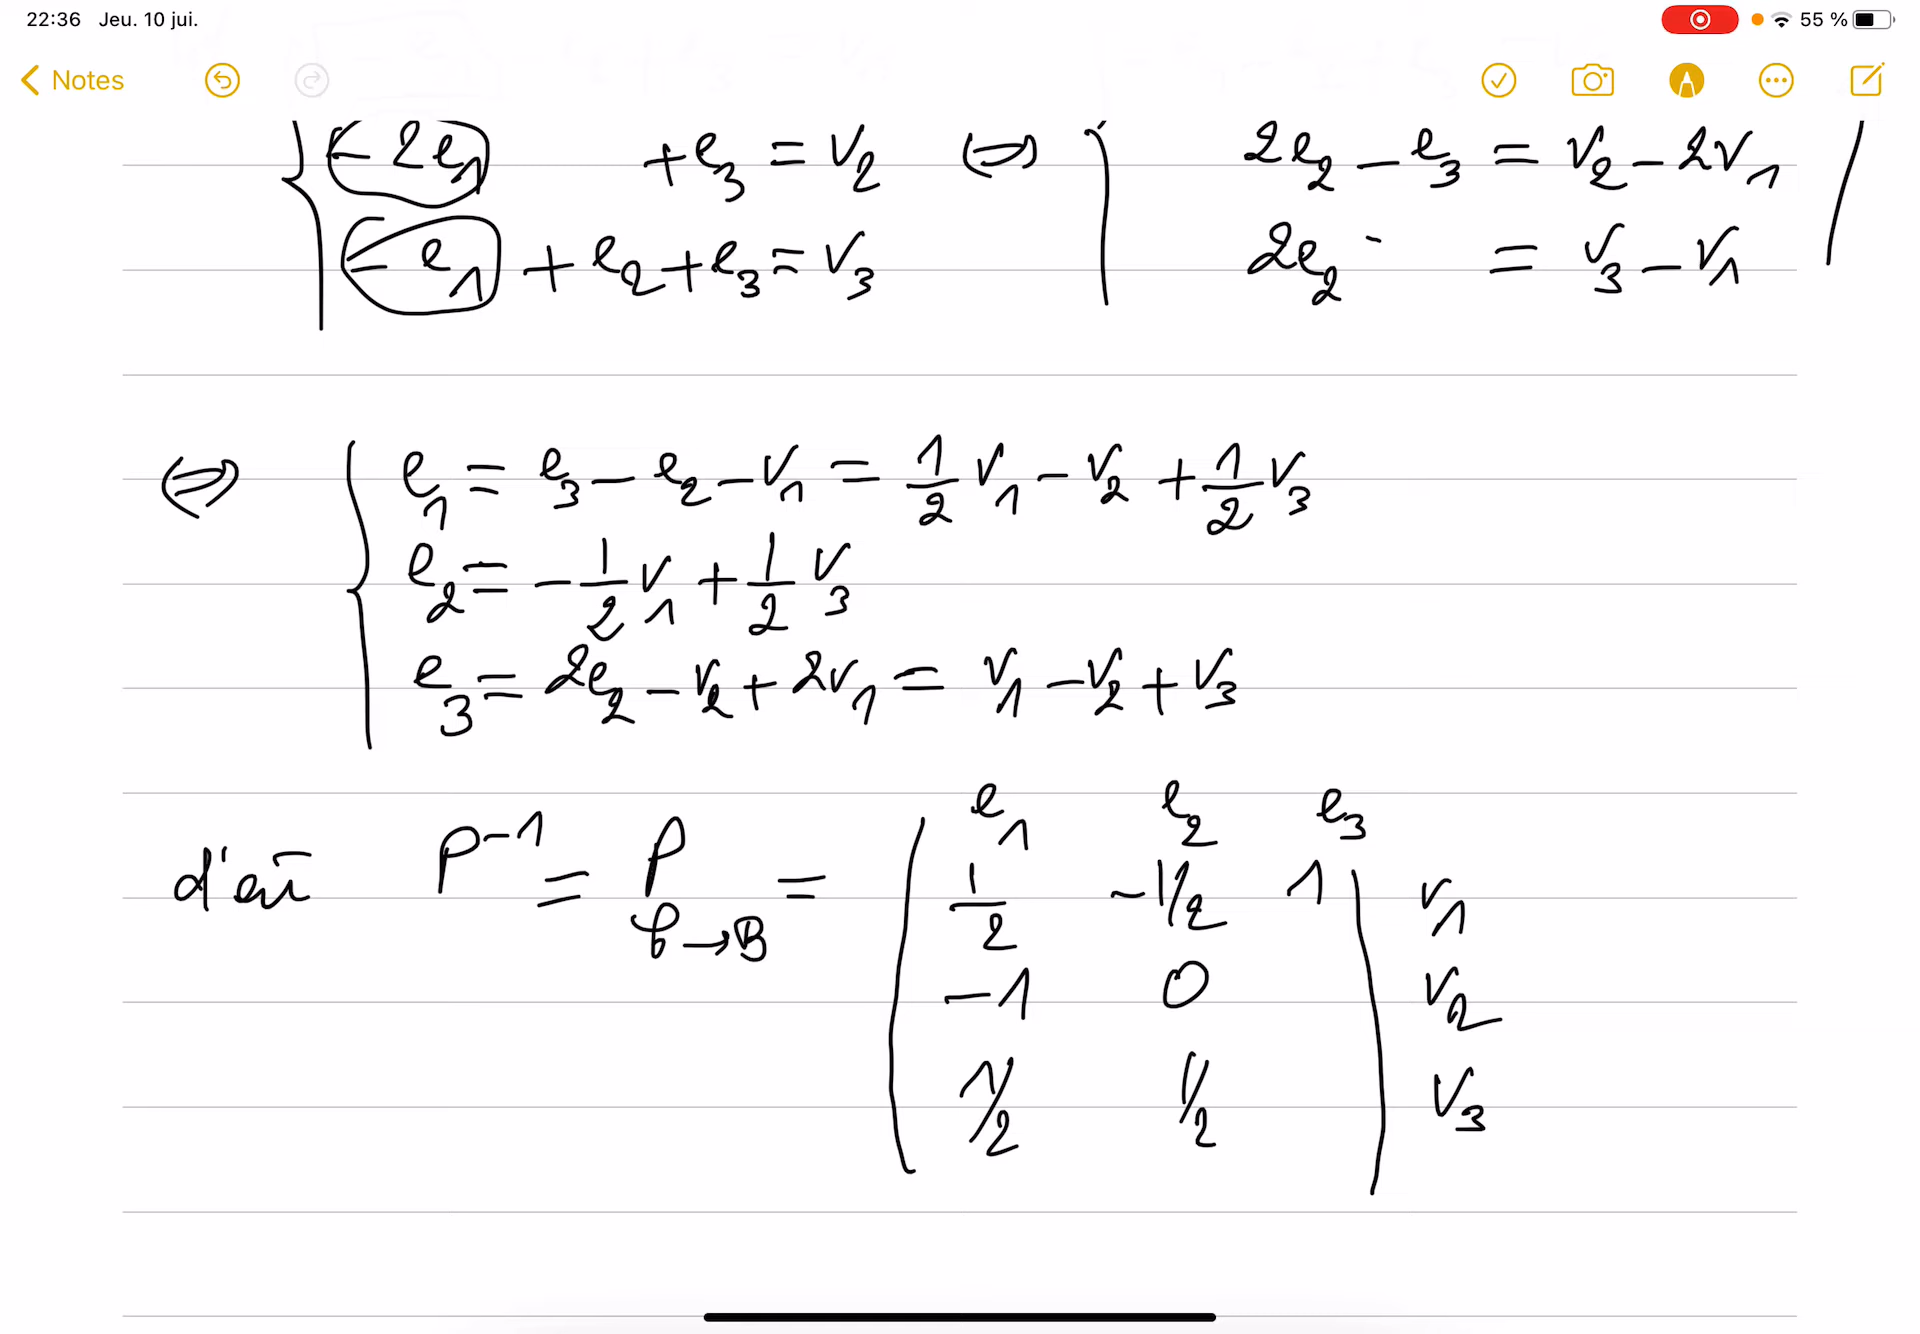 22:36 Jeu. 10 jui. 55 %
Notes
-2e₁ + e₃ = v₂ ⇔ 2e₂ - e₃ = v₂ - 2v₁
- e₁ + e₂ + e₃ = v₃ 2e₂ - = v₃ - v₁
⇔ e₁ = e₃ - e₂ - v₁ = 1/2 v₁ - v₂ + 1/2 v₃
e₂ = - 1/2 v₁ + 1/2 v₃
e₃ = 2e₂ - v₂ + 2v₁ = v₁ - v₂ + v₃
e₁ e₂ e₃
d'où P⁻¹ = P = 1/2 -1/2 1 v₁
𝒞 → B
-1 0 v₂
1/2 1/2 v₃